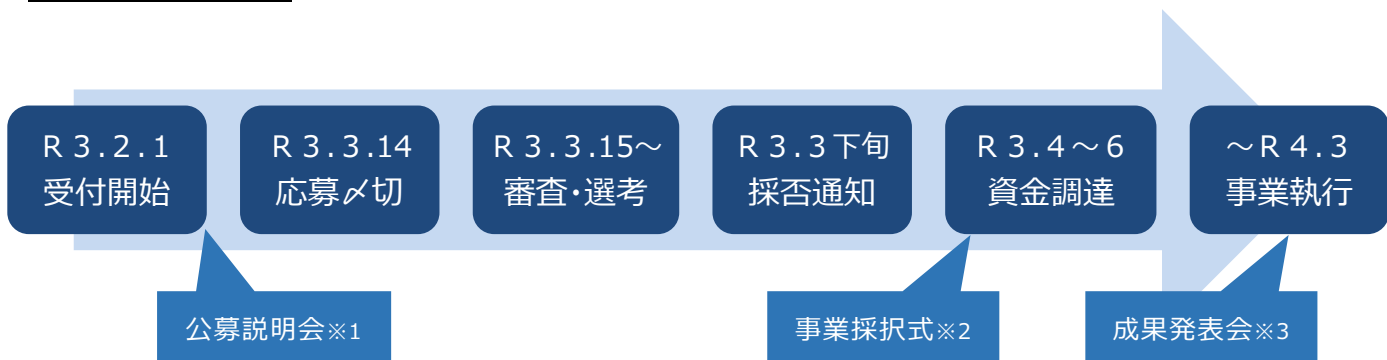 R３.２.１
受付開始
R３.３.14
応募〆切
R３.３.15～
審査･選考
R３.３下旬
採否通知
R３.４～６
資金調達
～R４.３
事業執行
公募説明会※1
事業採択式※2
成果発表会※3